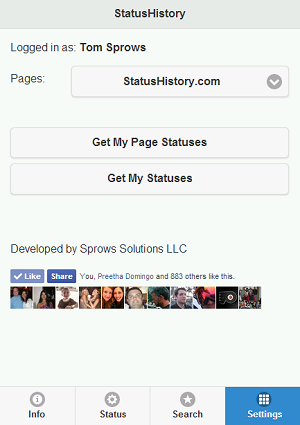 StatusHistory
Logged in as: Tom Sprows
Pages: StatusHistory.com
Get My Page Statuses
Get My Statuses
Developed by Sprows Solutions LLC
Like Share You, Preetha Domingo and 883 others like this.
Info Status Search Settings